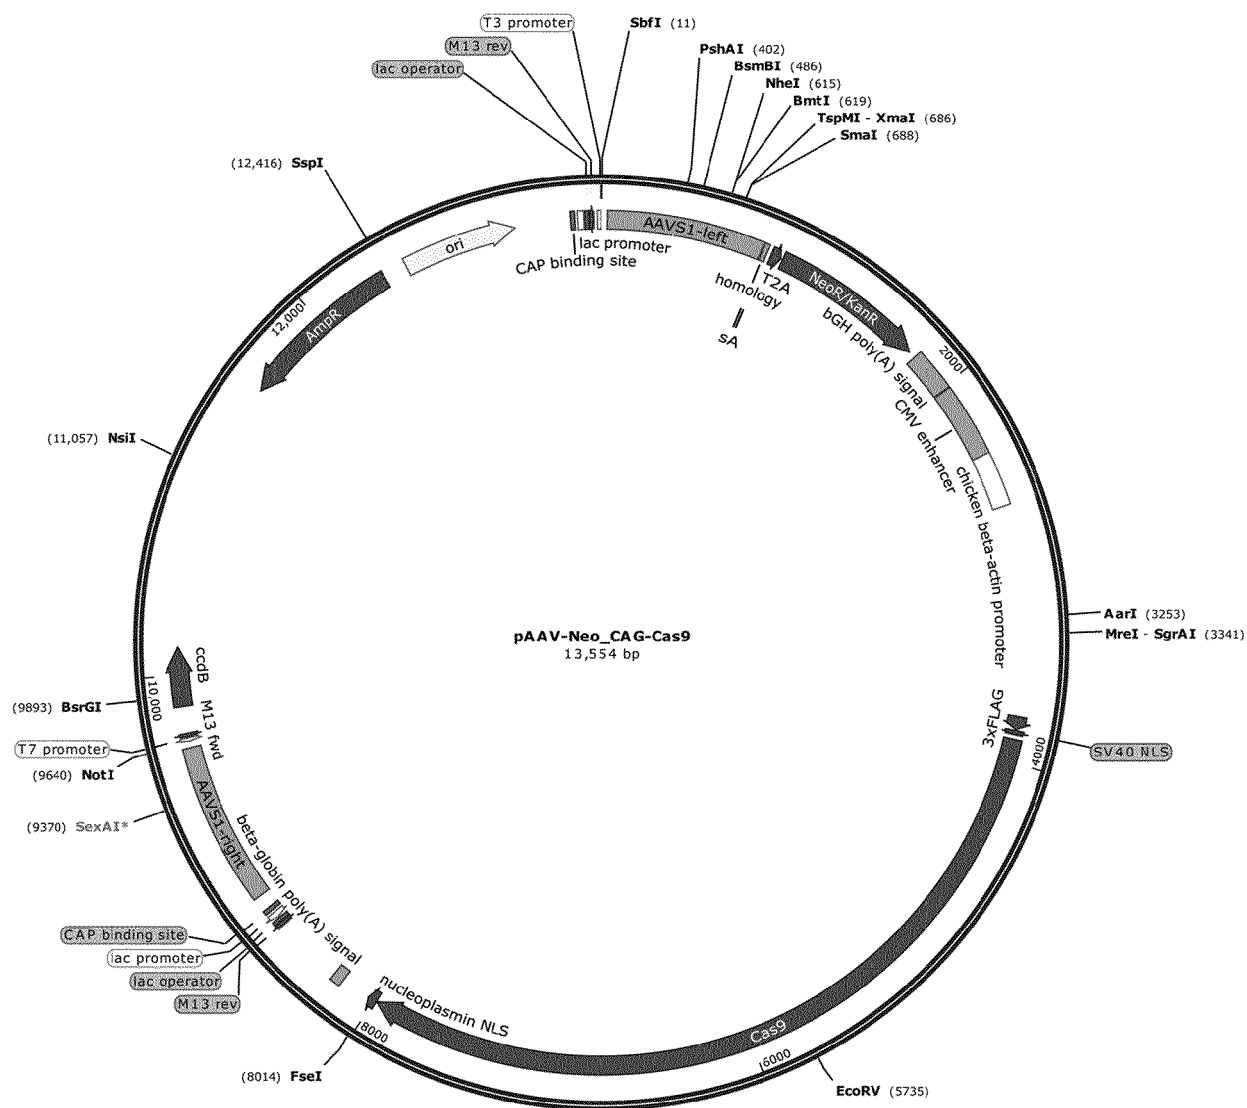 T3 promoter
M13 rev
lac operator
SbfI (11)
PshAI (402)
BsmBI (486)
NheI (615)
BmtI (619)
TspMI - XmaI (686)
SmaI (688)
(12,416) SspI
ori
AmpR
12,000
CAP binding site
lac promoter
AAVS1-left
homology
T2A
sA
NeoR/KanR
bGH poly(A) signal
2000
CMV enhancer
chicken beta-actin promoter
(11,057) NsiI
AarI (3253)
MreI - SgrAI (3341)
pAAV-Neo_CAG-Cas9
13,554 bp
ccdB
10,000
(9893) BsrGI
M13 fwd
T7 promoter
(9640) NotI
(9370) SexAI*
AAVS1-right
3xFLAG
SV40 NLS
4000
beta-globin poly(A) signal
CAP binding site
lac promoter
lac operator
M13 rev
nucleoplasmin NLS
8000
(8014) FseI
Cas9
6000
EcoRV (5735)